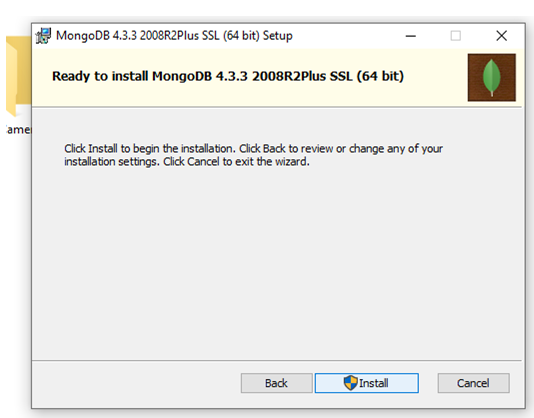 MongoDB 4.3.3 2008R2Plus SSL (64 bit) Setup
Ready to install MongoDB 4.3.3 2008R2Plus SSL (64 bit)
ame
Click Install to begin the installation. Click Back to review or change any of your
installation settings. Click Cancel to exit the wizard.
Back
Install
Cancel